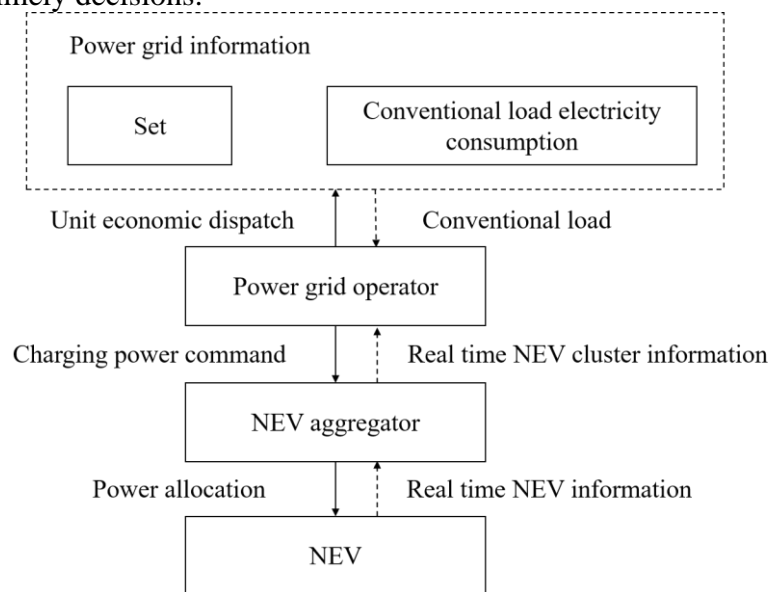 decisions.
Power grid information
Set
Conventional load electricity
consumption
Unit economic dispatch
Conventional load
Power grid operator
Charging power command
Real time NEV cluster information
NEV aggregator
Power allocation
Real time NEV information
NEV